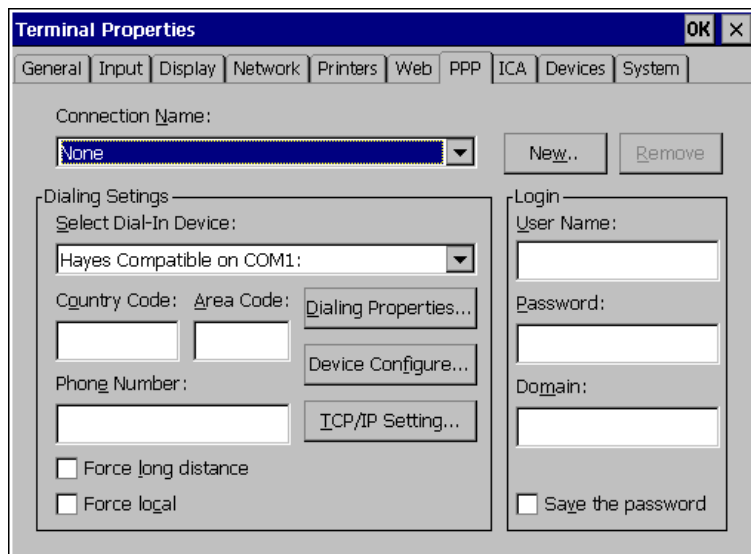 Terminal Properties OK ×
General Input Display Network Printers Web PPP ICA Devices System
Connection Name:
None New.. Remove
Dialing Setings
Select Dial-In Device:
Hayes Compatible on COM1:
Country Code: Area Code: Dialing Properties...
Device Configure...
Phone Number:
TCP/IP Setting...
Force long distance
Force local
Login
User Name:
Password:
Domain:
Save the password